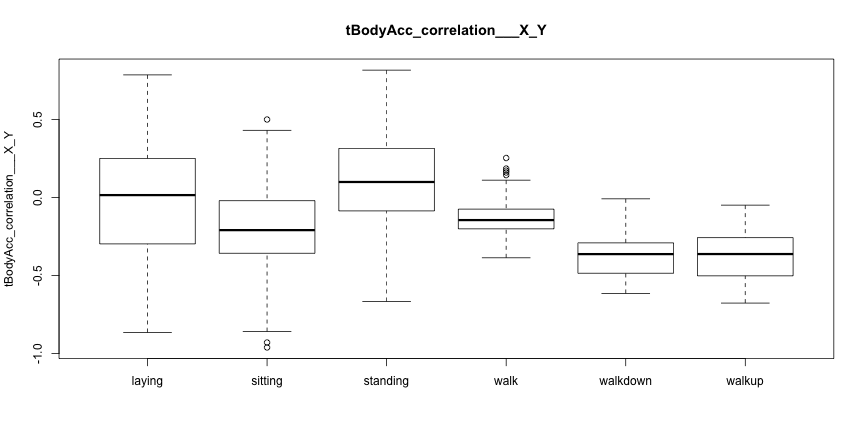 tBodyAcc_correlation___X_Y
tBodyAcc_correlation___X_Y
0.5
0.0
-0.5
-1.0
laying sitting standing walk walkdown walkup